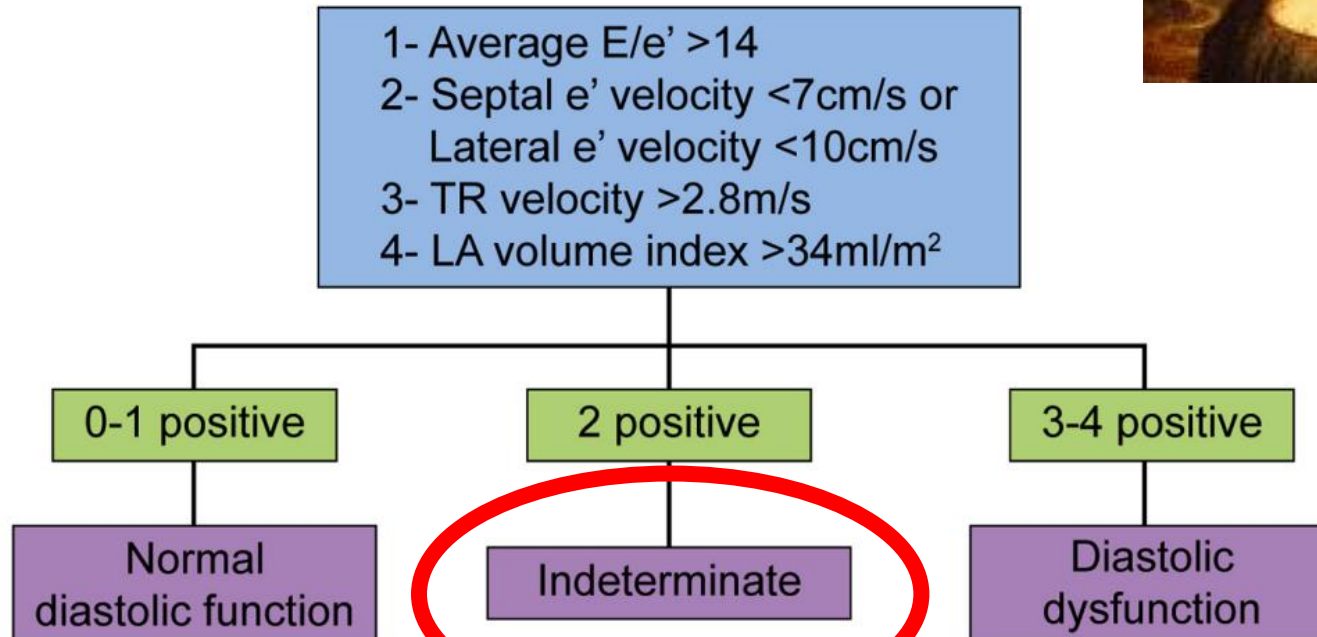 1- Average E/e’ >14
2- Septal e’ velocity <7cm/s or
Lateral e’ velocity <10cm/s
3- TR velocity >2.8m/s
4- LA volume index >34ml/m²
0-1 positive
2 positive
3-4 positive
Normal
diastolic function
Indeterminate
Diastolic
dysfunction